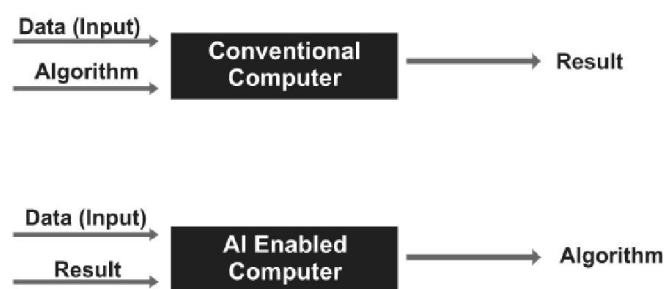 Data (Input)
Algorithm
Conventional
Computer
Result
Data (Input)
Result
AI Enabled
Computer
Algorithm